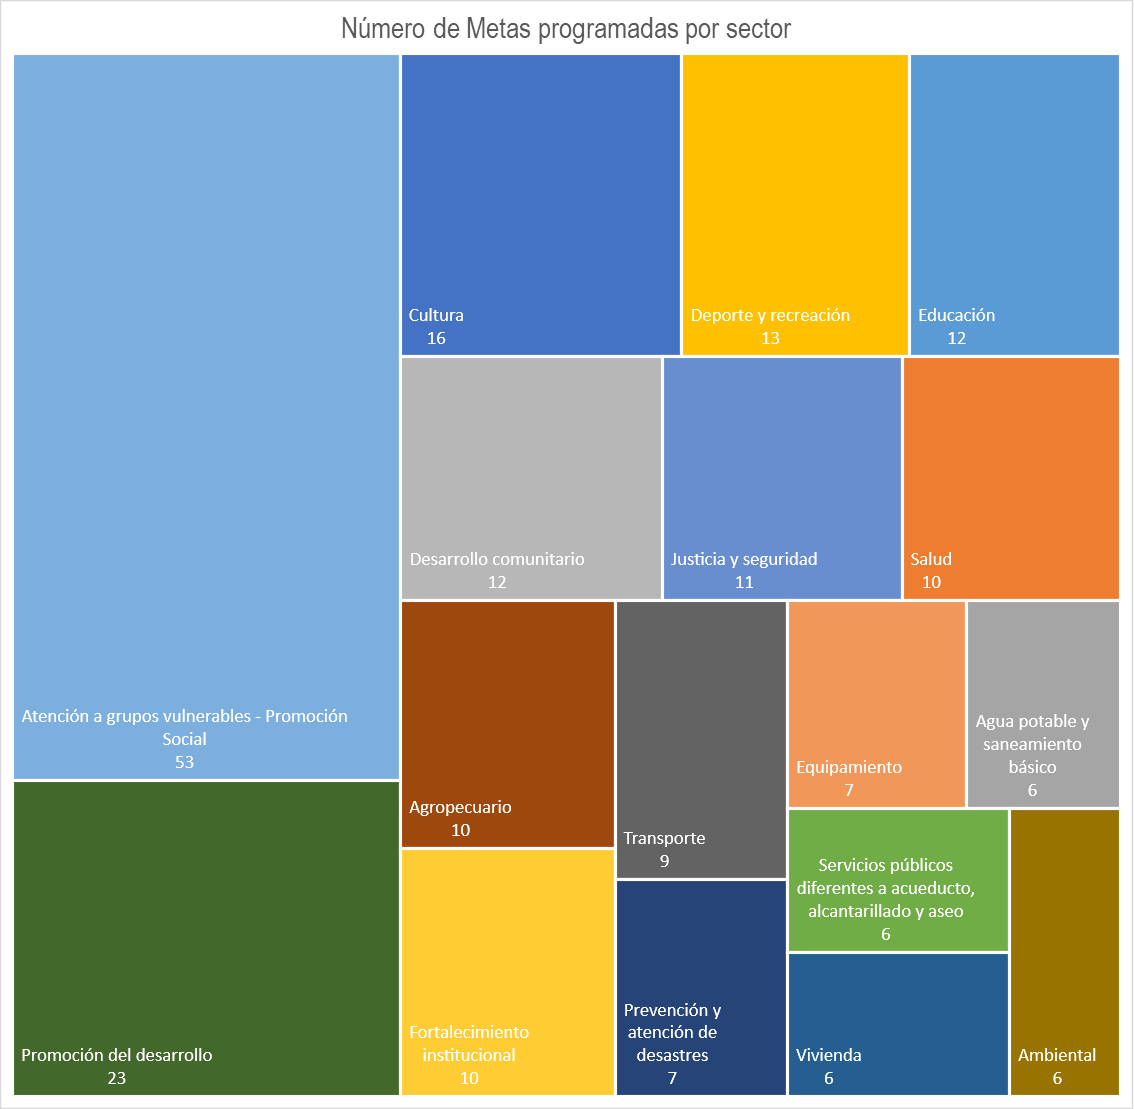 Número de Metas programadas por sector
Atención a grupos vulnerables - Promoción
Social
53
Promoción del desarrollo
23
Cultura
16
Deporte y recreación
13
Educación
12
Desarrollo comunitario
12
Justicia y seguridad
11
Salud
10
Agropecuario
10
Fortalecimiento
institucional
10
Transporte
9
Prevención y
atención de
desastres
7
Equipamiento
7
Agua potable y
saneamiento
básico
6
Servicios públicos
diferentes a acueducto,
alcantarillado y aseo
6
Vivienda
6
Ambiental
6